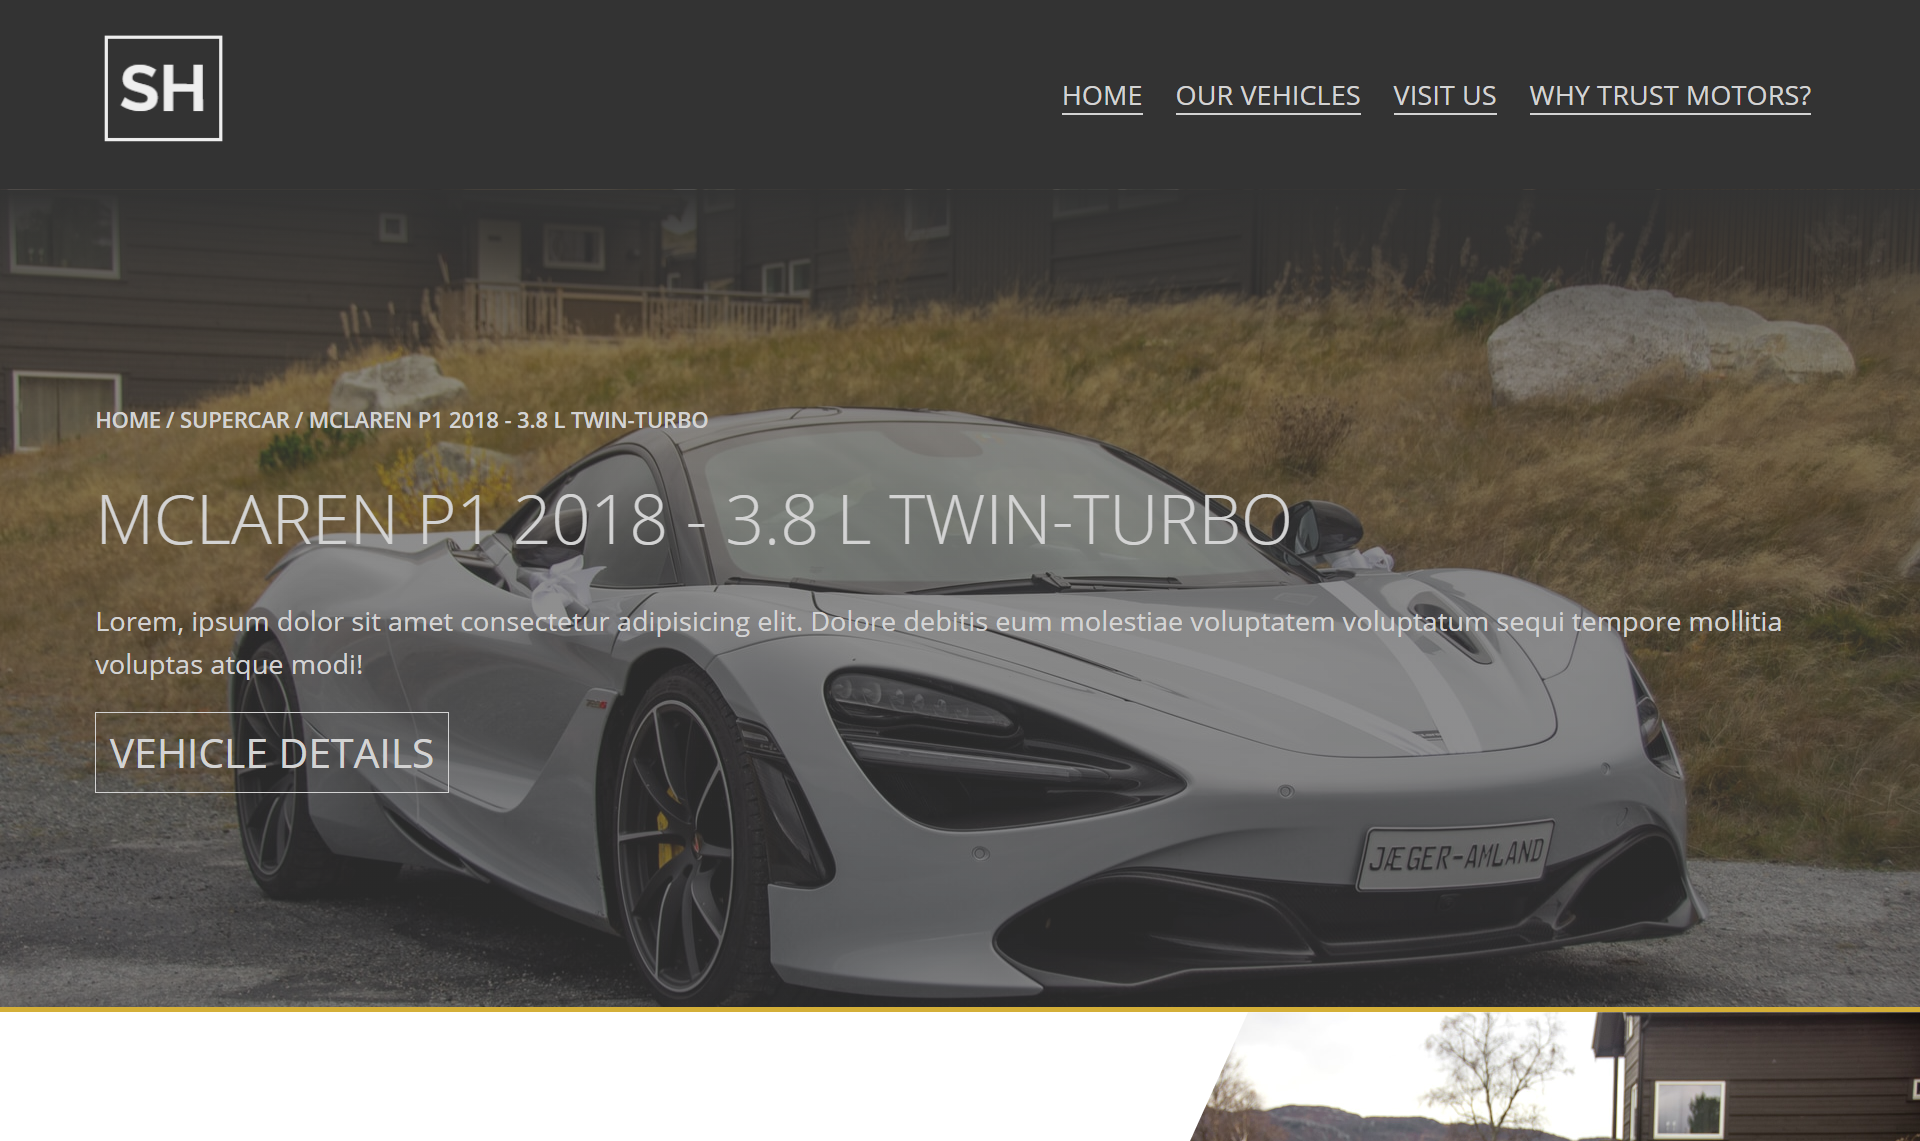 SH
HOME OUR VEHICLES VISIT US WHY TRUST MOTORS?
HOME / SUPERCAR / MCLAREN P1 2018 - 3.8 L TWIN-TURBO
MCLAREN P1 2018 - 3.8 L TWIN-TURBO
Lorem, ipsum dolor sit amet consectetur adipisicing elit. Dolore debitis eum molestiae voluptatem voluptatum sequi tempore mollitia
voluptas atque modi!
VEHICLE DETAILS
JÆGER-AMLAND